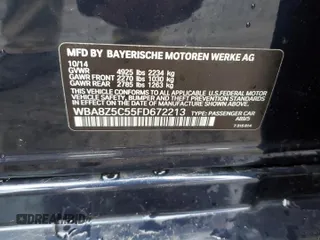 MFD BY BAYERISCHE MOTOREN WERKE AG
10/14
GVWR 4925 lbs 2234 kg
GAWR FRONT 2270 lbs 1030 kg
GAWR REAR 2785 lbs 1263 kg
THIS VEHICLE CONFORMS TO ALL APPLICABLE U.S. FEDERAL MOTOR
VEHICLE SAFETY, BUMPER, AND THEFT PREVENTION STANDARDS
IN EFFECT ON THE DATE OF MANUFACTURE SHOWN ABOVE.
WBA8Z5C55FD672213 TYPE: PASSENGER CAR